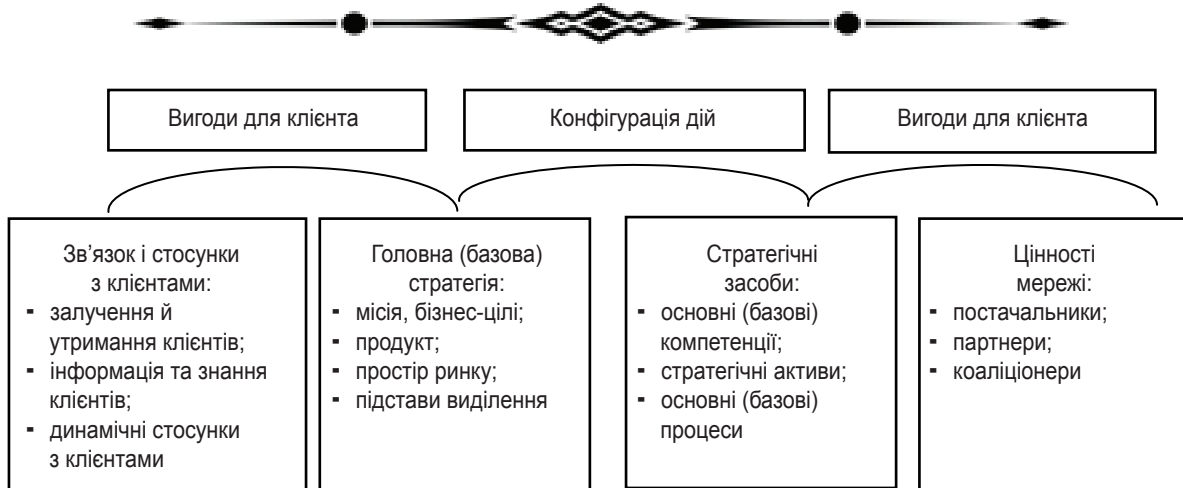 Вигоди для клієнта
Конфігурація дій
Вигоди для клієнта
Зв’язок і стосунки
з клієнтами:
- залучення й
утримання клієнтів;
- інформація та знання
клієнтів;
- динамічні стосунки
з клієнтами
Головна (базова)
стратегія:
- місія, бізнес-цілі;
- продукт;
- простір ринку;
- підстави виділення
Стратегічні
засоби:
- основні (базові)
компетенції;
- стратегічні активи;
- основні (базові)
процеси
Цінності
мережі:
- постачальники;
- партнери;
- коаліціонери